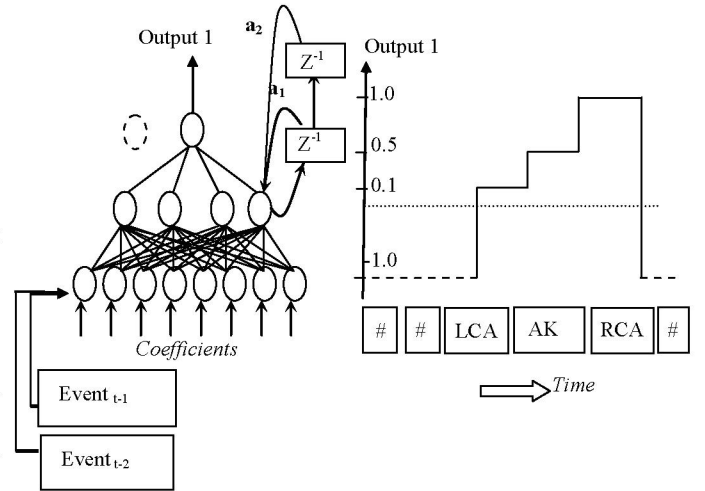 Output 1
a₂
Z⁻¹
a₁
Z⁻¹
Coefficients
Event t-1
Event t-2
Output 1
1.0
0.5
0.1
1.0
# # LCA AK RCA #
Time